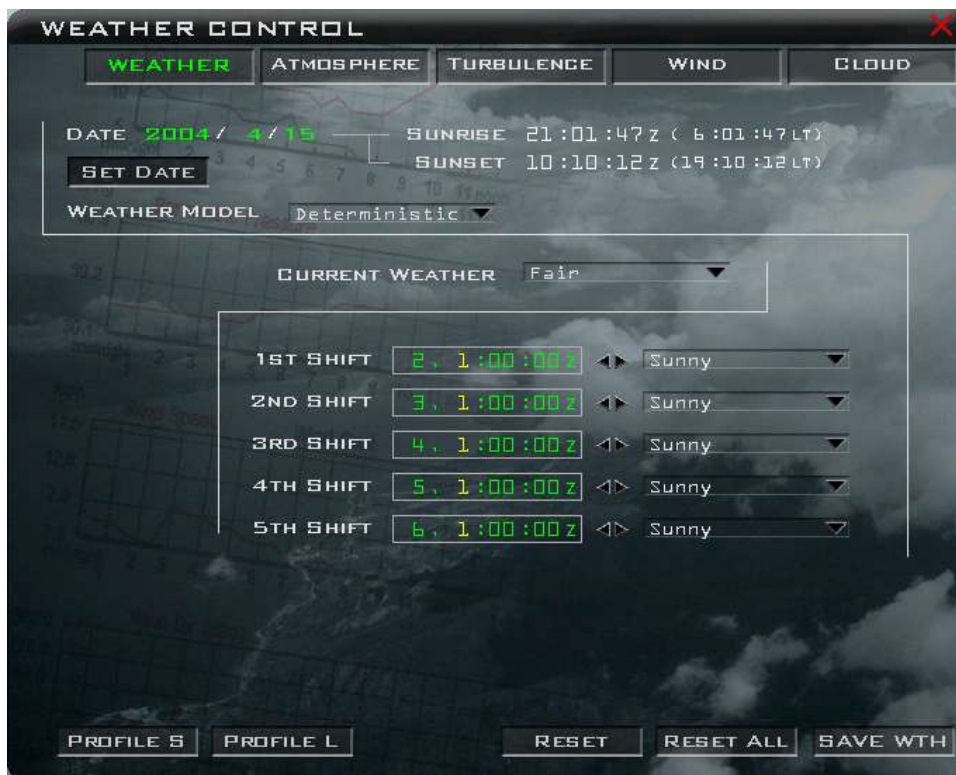 WEATHER CONTROL
WEATHER ATMOSPHERE TURBULENCE WIND CLOUD
DATE 2004/ 4/15 SUNRISE 21:01:47Z ( 6:01:47LT)
SET DATE SUNSET 10:10:12Z (19:10:12LT)
WEATHER MODEL Deterministic
CURRENT WEATHER Fair
1ST SHIFT 2, 1:00:00Z Sunny
2ND SHIFT 3, 1:00:00Z Sunny
3RD SHIFT 4, 1:00:00Z Sunny
4TH SHIFT 5, 1:00:00Z Sunny
5TH SHIFT 6, 1:00:00Z Sunny
PROFILE S PROFILE L RESET RESET ALL SAVE WTH